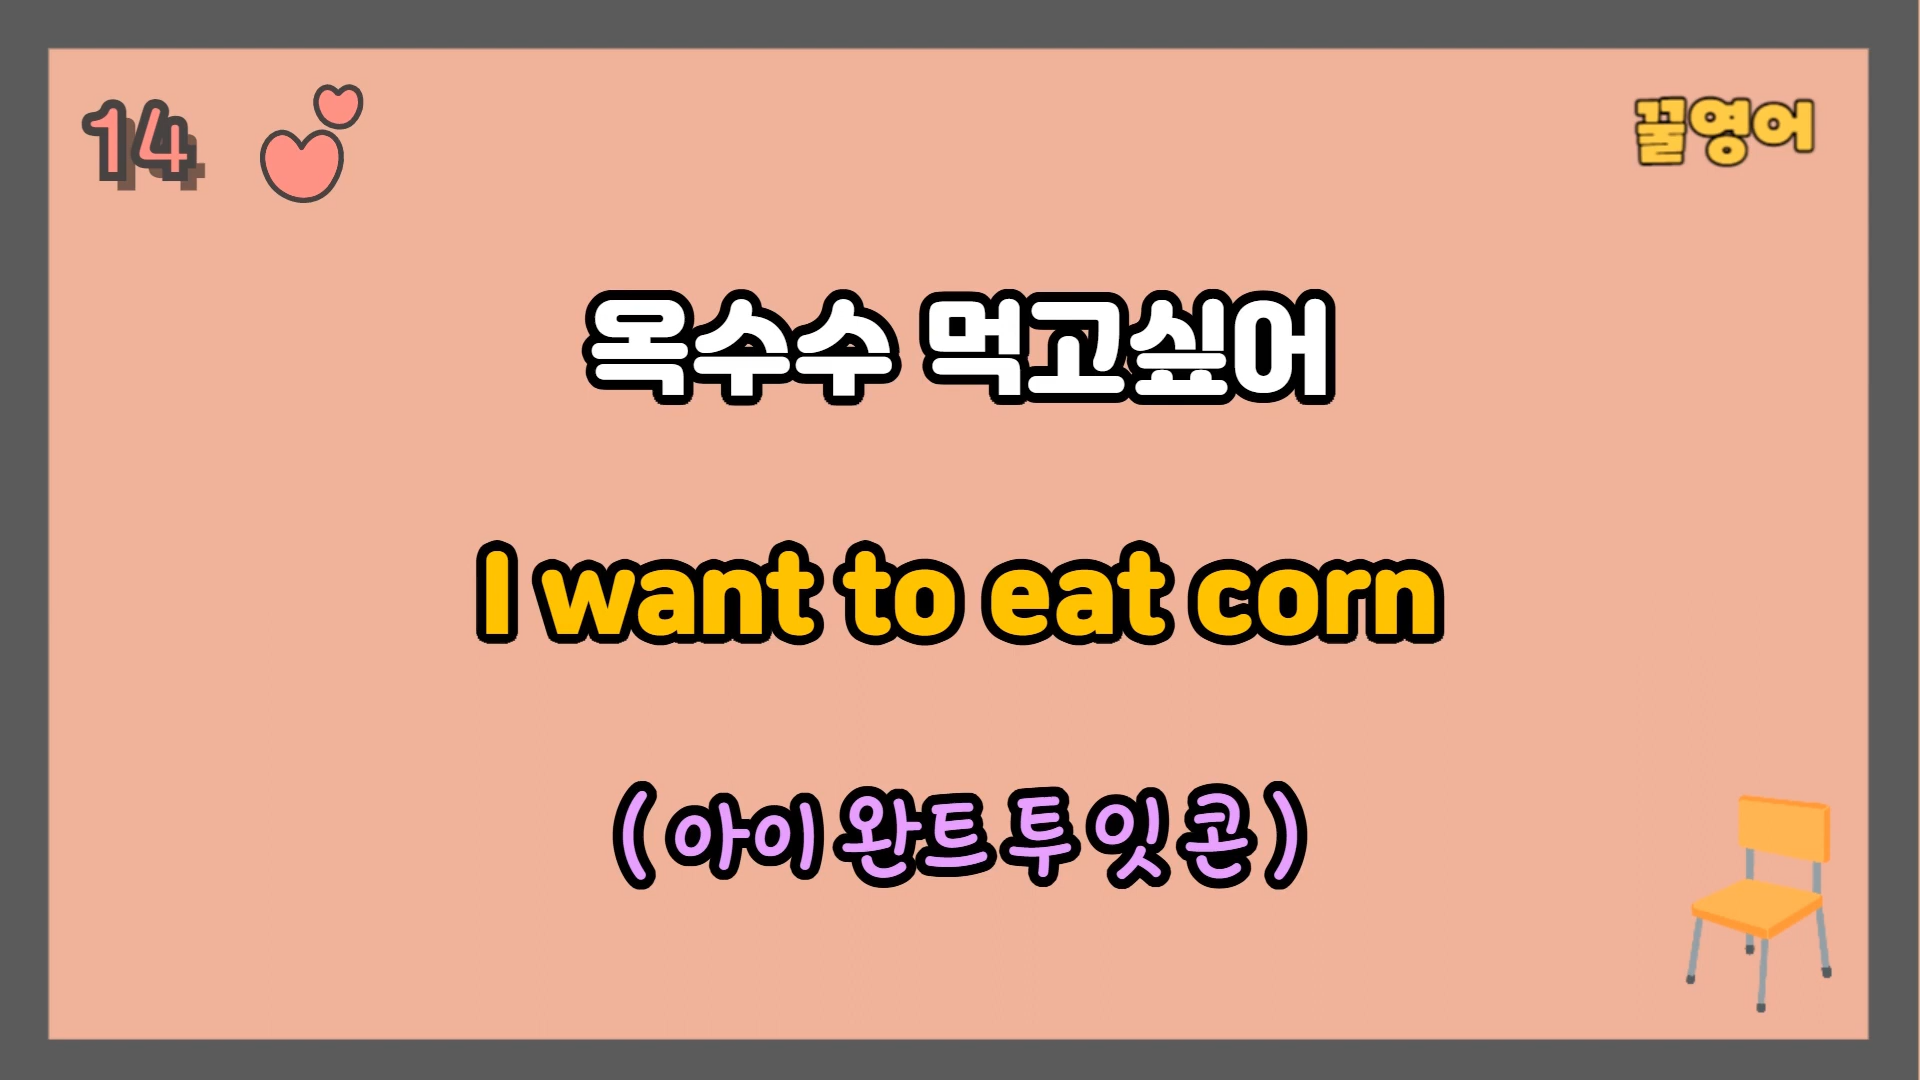 14
꿀영어
옥수수 먹고싶어
I want to eat corn
( 아이 완트 투 잇 콘 )